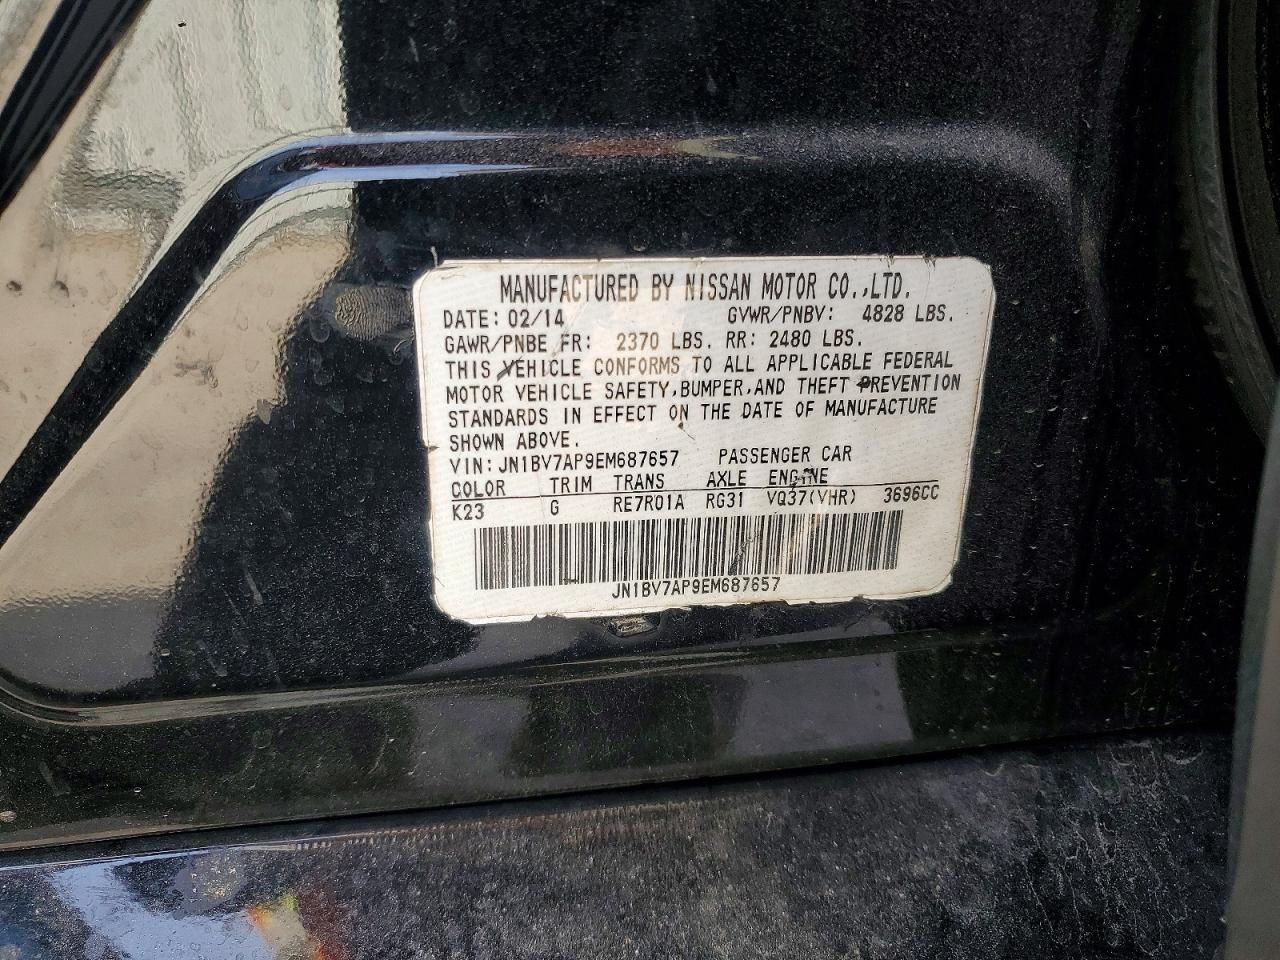 MANUFACTURED BY NISSAN MOTOR CO.,LTD.
DATE: 02/14 GVWR/PNBV: 4828 LBS.
GAWR/PNBE FR: 2370 LBS. RR: 2480 LBS.
THIS VEHICLE CONFORMS TO ALL APPLICABLE FEDERAL
MOTOR VEHICLE SAFETY,BUMPER,AND THEFT PREVENTION
STANDARDS IN EFFECT ON THE DATE OF MANUFACTURE
SHOWN ABOVE.
VIN:JN1BV7AP9EM687657 PASSENGER CAR
COLOR TRIM TRANS AXLE ENGINE
K23 G RE7R01A RG31 VQ37(VHR) 3696CC
JN1BV7AP9EM687657